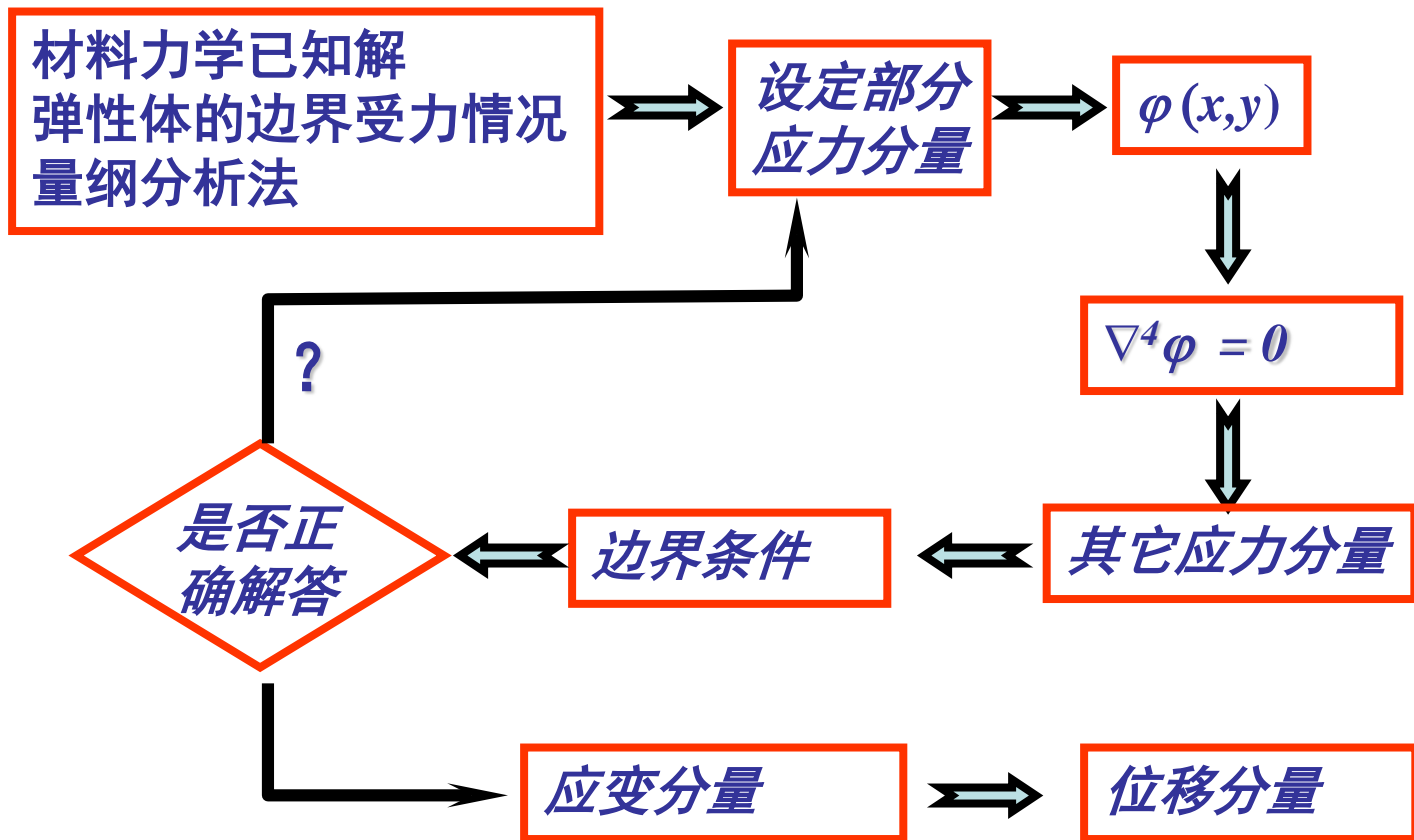 材料力学已知解
弹性体的边界受力情况
量纲分析法
设定部分
应力分量
φ(x,y)
∇⁴φ = 0
其它应力分量
边界条件
是否正
确解答
?
应变分量
位移分量